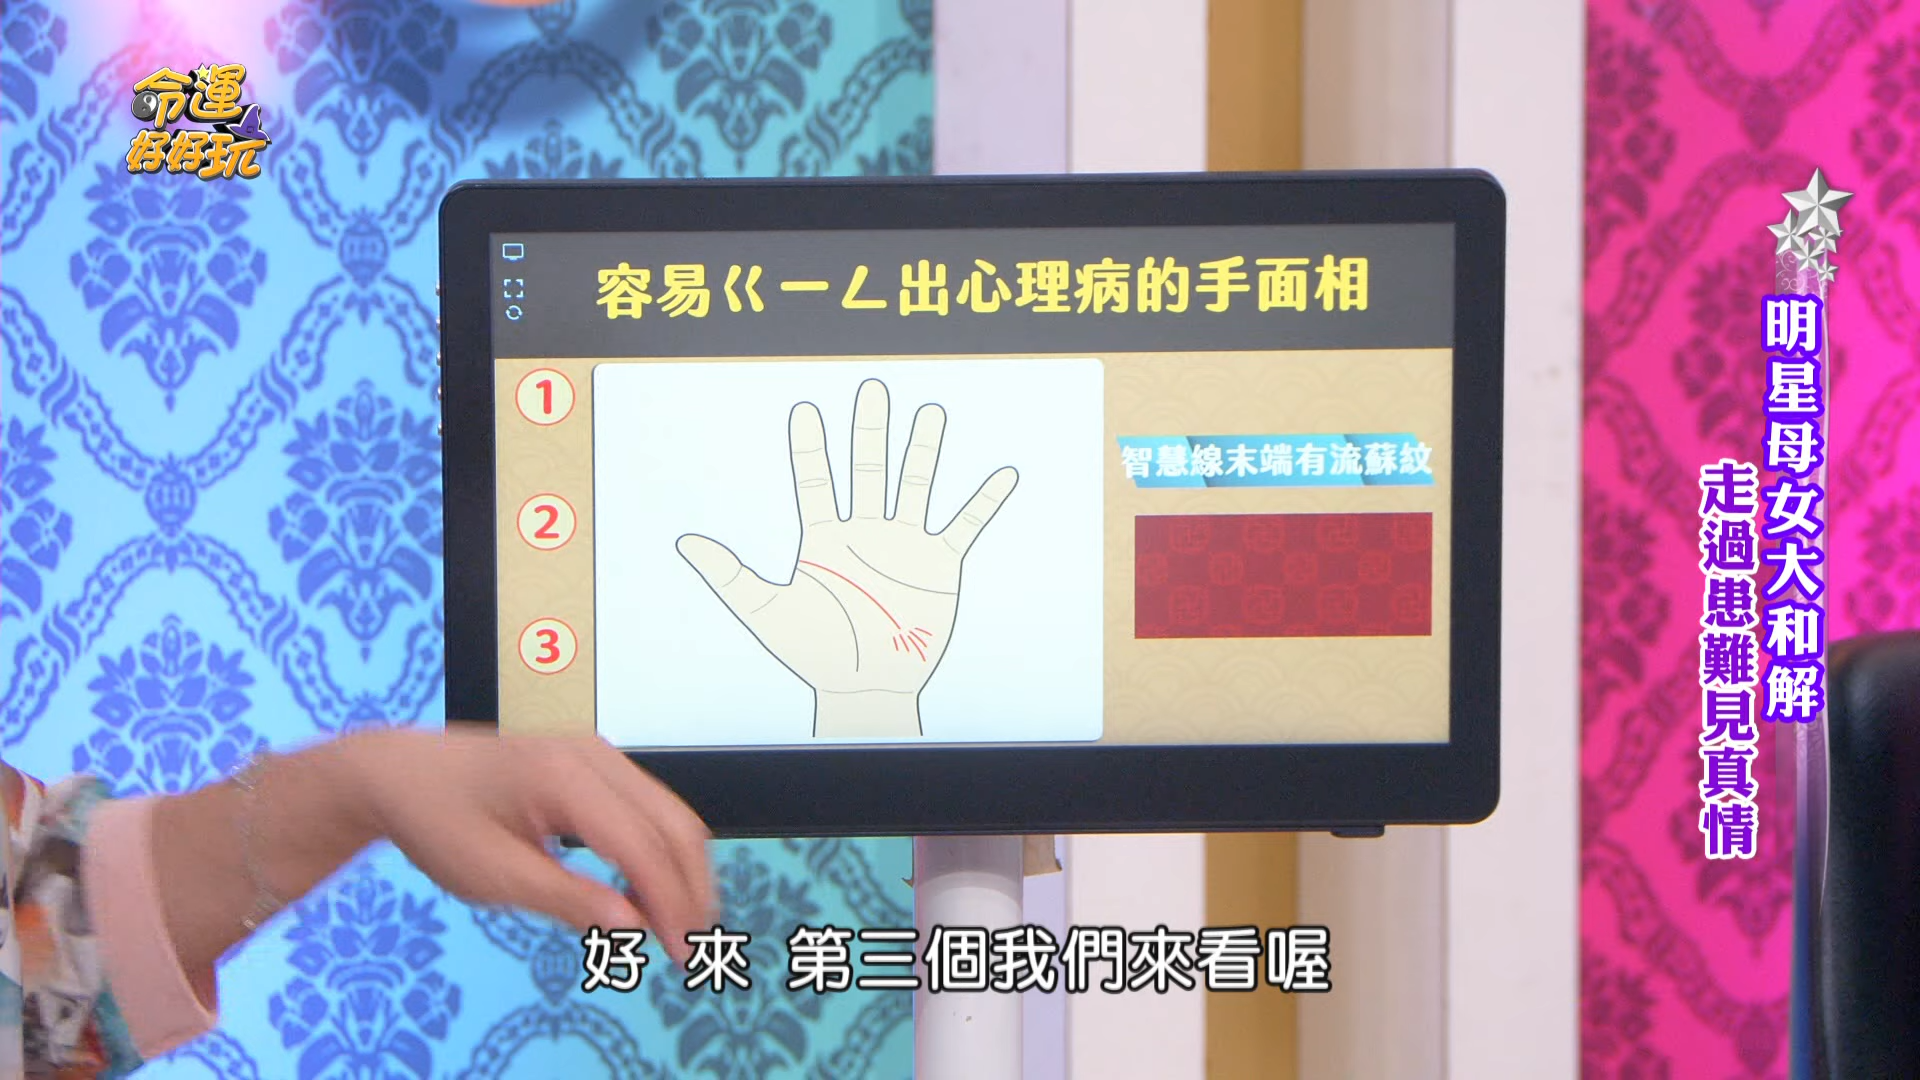 命運
好好玩
容易ㄍㄧㄥ出心理病的手面相
1
智慧線末端有流蘇紋
2
3
明星母女大和解
走過患難見真情
好 來 第三個我們來看喔